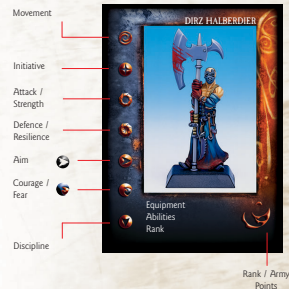 Movement
DIRZ HALBERDIER
Initiative
Attack /
Strength
Defence /
Resilience
Aim
Courage /
Fear
Equipment
Abilities
Rank
Discipline
Rank / Army
Points